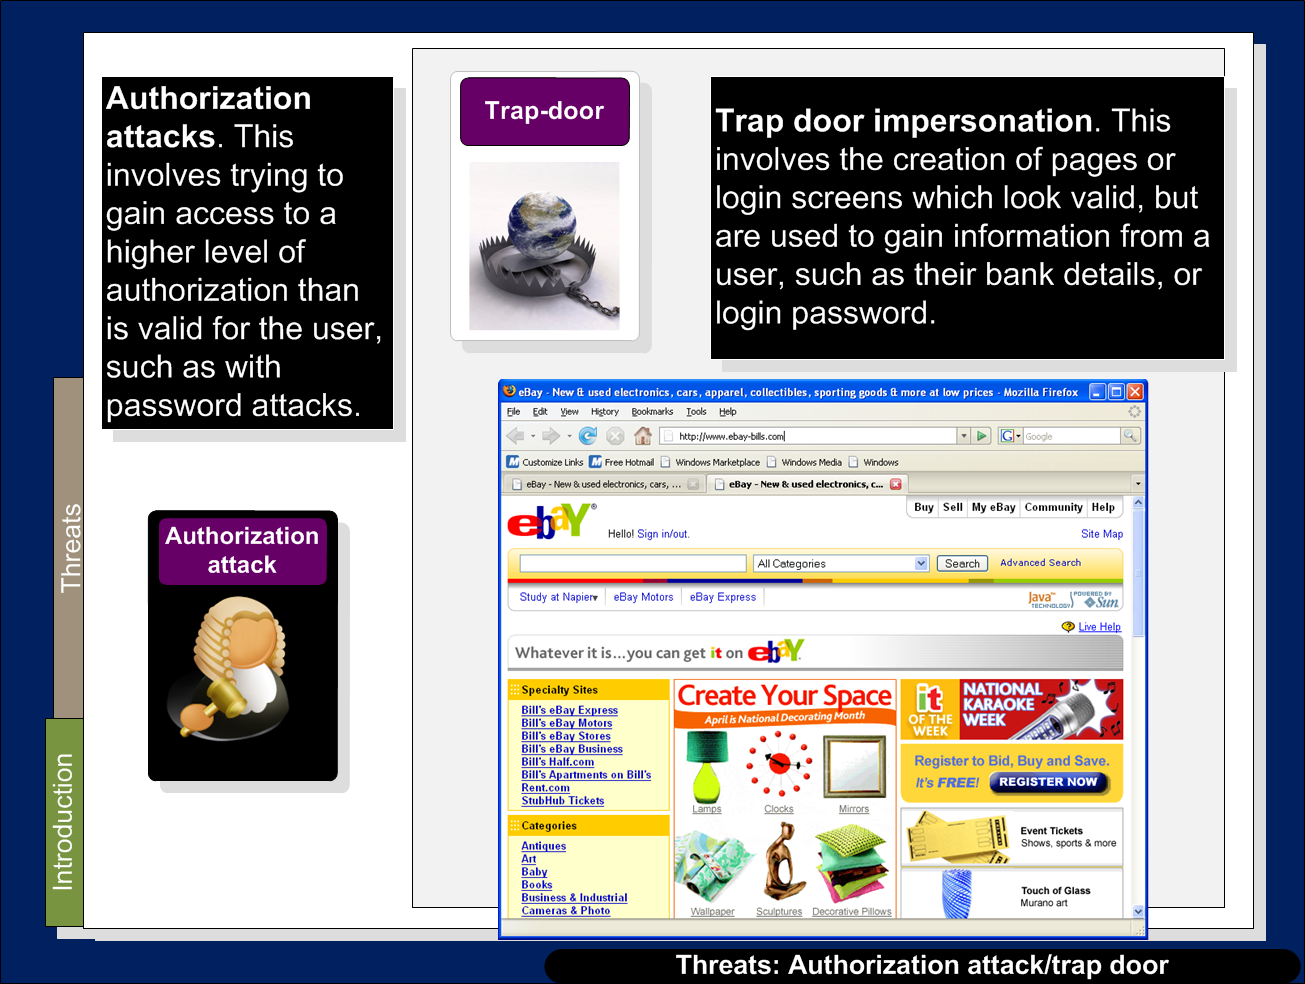 Authorization
attacks. This
involves trying to
gain access to a
higher level of
authorization than
is valid for the user,
such as with
password attacks.
Trap-door
Trap door impersonation. This
involves the creation of pages or
login screens which look valid, but
are used to gain information from a
user, such as their bank details, or
login password.
Threats
Introduction
Authorization
attack
eBay - New & used electronics, cars, apparel, collectibles, sporting goods & more at low prices - Mozilla Firefox
File Edit View History Bookmarks Tools Help
http://www.ebay-bills.com
G Google
Customize Links Free Hotmail Windows Marketplace Windows Media Windows
eBay - New & used electronics, cars, ... eBay - New & used electronics, c...
ebaY®
Buy Sell My eBay Community Help
Hello! Sign in/out.
Site Map
All Categories Search Advanced Search
Study at Napier eBay Motors eBay Express
Java™ TECHNOLOGY POWERED BY Sun
Live Help
Whatever it is...you can get it on ebaY.
Specialty Sites
Bill's eBay Express
Bill's eBay Motors
Bill's eBay Stores
Bill's eBay Business
Bill's Half.com
Bill's Apartments on Bill's
Rent.com
StubHub Tickets
Categories
Antiques
Art
Baby
Books
Business & Industrial
Cameras & Photo
Create Your Space
April is National Decorating Month
Lamps Clocks Mirrors
Wallpaper Sculptures Decorative Pillows
it
OF THE
WEEK
NATIONAL
KARAOKE
WEEK
Register to Bid, Buy and Save.
It's FREE! REGISTER NOW
Event Tickets
Shows, sports & more
Touch of Glass
Murano art
Threats: Authorization attack/trap door